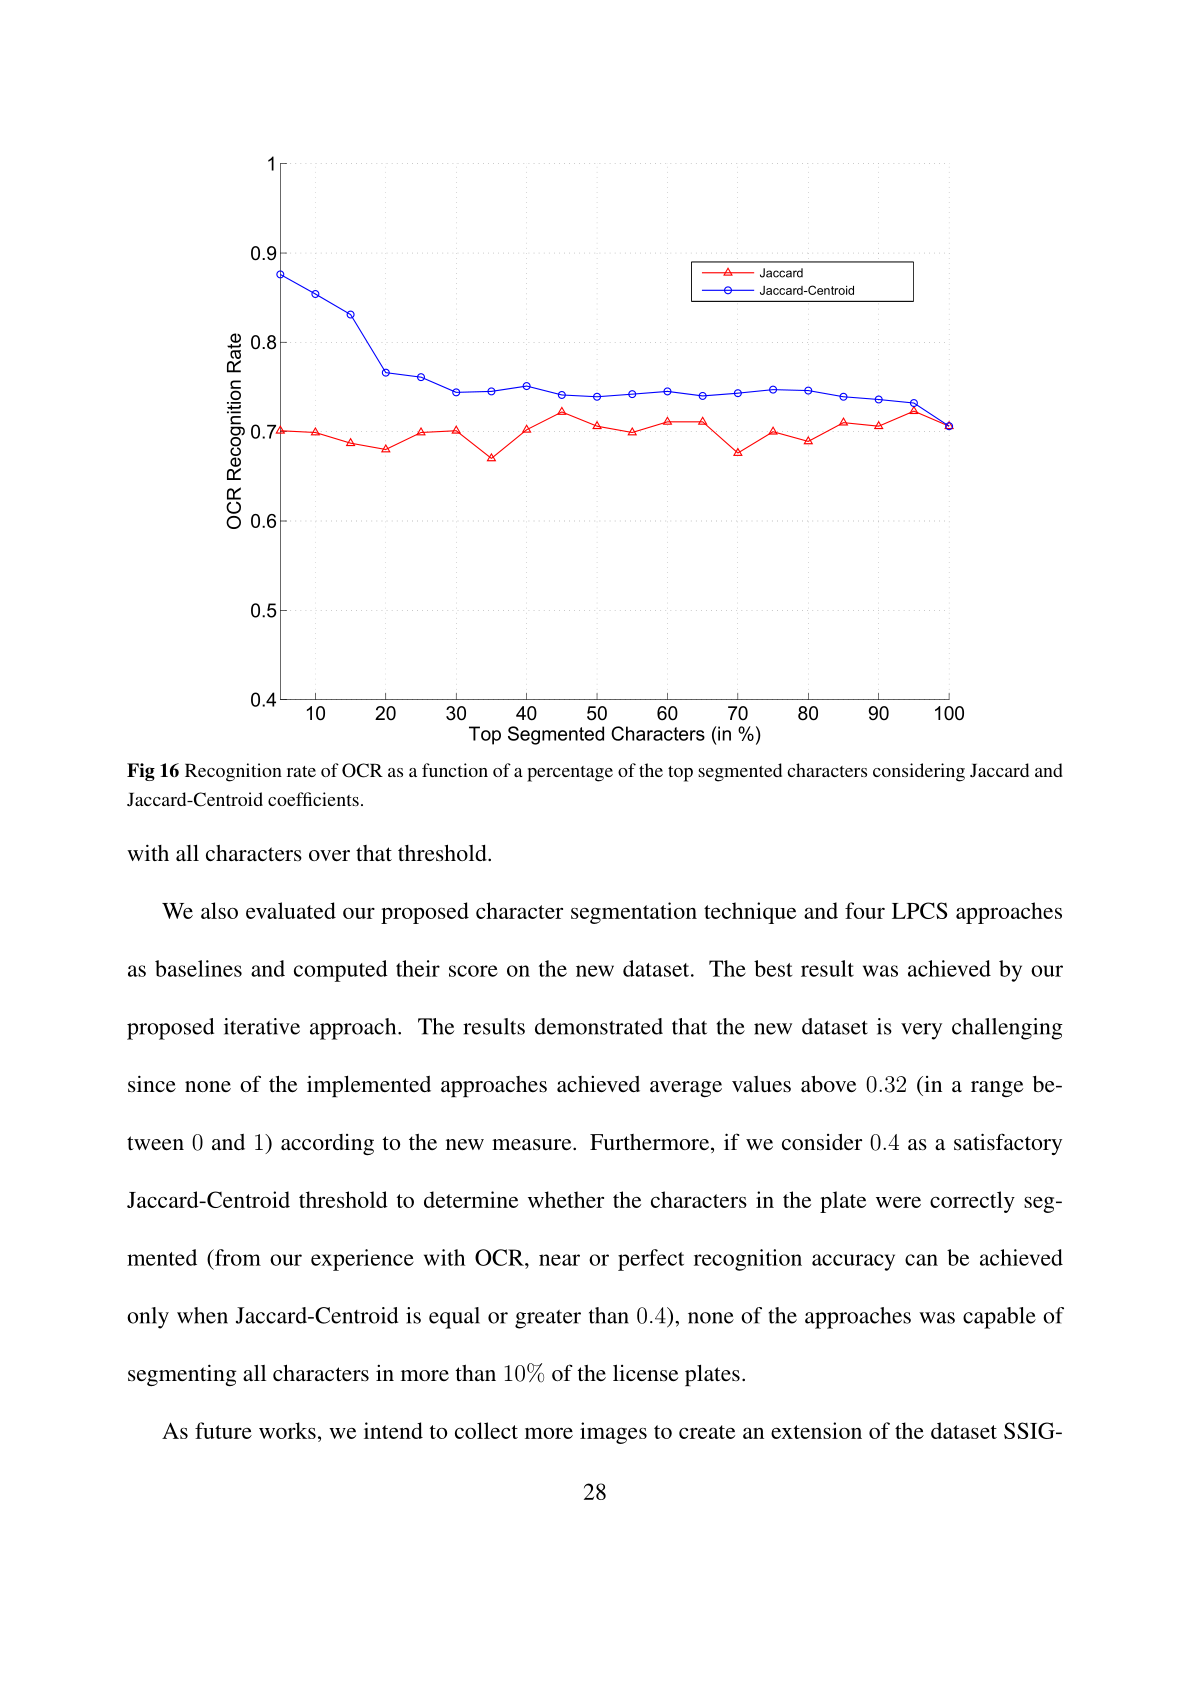 1
0.9
Jaccard
Jaccard-Centroid
0.8
OCR Recognition Rate
0.7
0.6
0.5
0.4
10 20 30 40 50 60 70 80 90 100
Top Segmented Characters (in %)
Fig 16 Recognition rate of OCR as a function of a percentage of the top segmented characters considering Jaccard and
Jaccard-Centroid coefficients.
with all characters over that threshold.
We also evaluated our proposed character segmentation technique and four LPCS approaches
as baselines and computed their score on the new dataset. The best result was achieved by our
proposed iterative approach. The results demonstrated that the new dataset is very challenging
since none of the implemented approaches achieved average values above 0.32 (in a range be-
tween 0 and 1) according to the new measure. Furthermore, if we consider 0.4 as a satisfactory
Jaccard-Centroid threshold to determine whether the characters in the plate were correctly seg-
mented (from our experience with OCR, near or perfect recognition accuracy can be achieved
only when Jaccard-Centroid is equal or greater than 0.4), none of the approaches was capable of
segmenting all characters in more than 10% of the license plates.
As future works, we intend to collect more images to create an extension of the dataset SSIG-
28